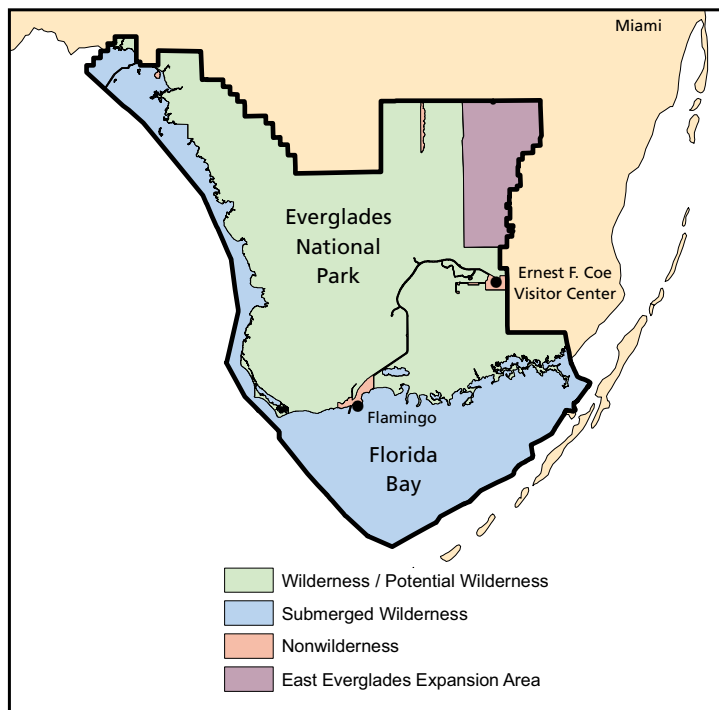 Miami
Everglades
National
Park
Ernest F. Coe
Visitor Center
Flamingo
Florida
Bay
Wilderness / Potential Wilderness
Submerged Wilderness
Nonwilderness
East Everglades Expansion Area